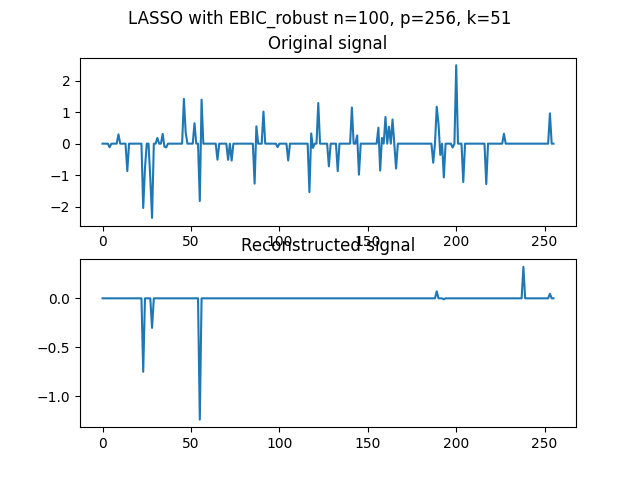 LASSO with EBIC_robust n=100, p=256, k=51
Original signal
2
1
0
−1
−2
0 50 100 150 200 250
Reconstructed signal
0.0
−0.5
−1.0
0 50 100 150 200 250